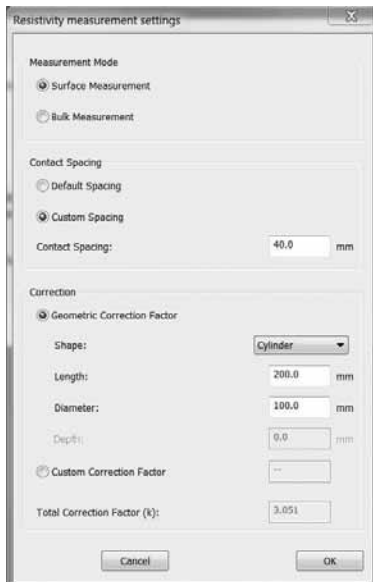 Resistivity measurement settings
Measurement Mode
Surface Measurement
Bulk Measurement
Contact Spacing
Default Spacing
Custom Spacing
Contact Spacing: 40.0 mm
Correction
Geometric Correction Factor
Shape: Cylinder
Length: 200.0 mm
Diameter: 100.0 mm
Depth: 0.0 mm
Custom Correction Factor --
Total Correction Factor (k): 3.051
Cancel OK